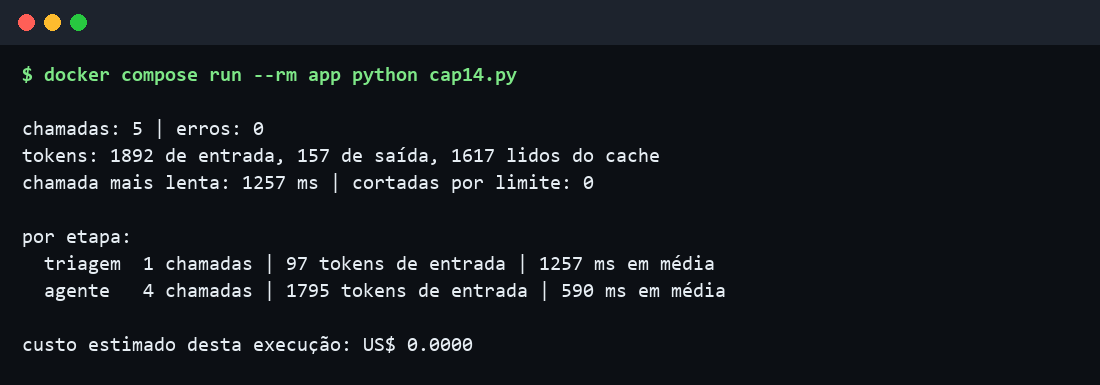 $ docker compose run --rm app python cap14.py
chamadas: 5 | erros: 0
tokens: 1892 de entrada, 157 de saída, 1617 lidos do cache
chamada mais lenta: 1257 ms | cortadas por limite: 0
por etapa:
triagem 1 chamadas | 97 tokens de entrada | 1257 ms em média
agente 4 chamadas | 1795 tokens de entrada | 590 ms em média
custo estimado desta execução: US$ 0.0000